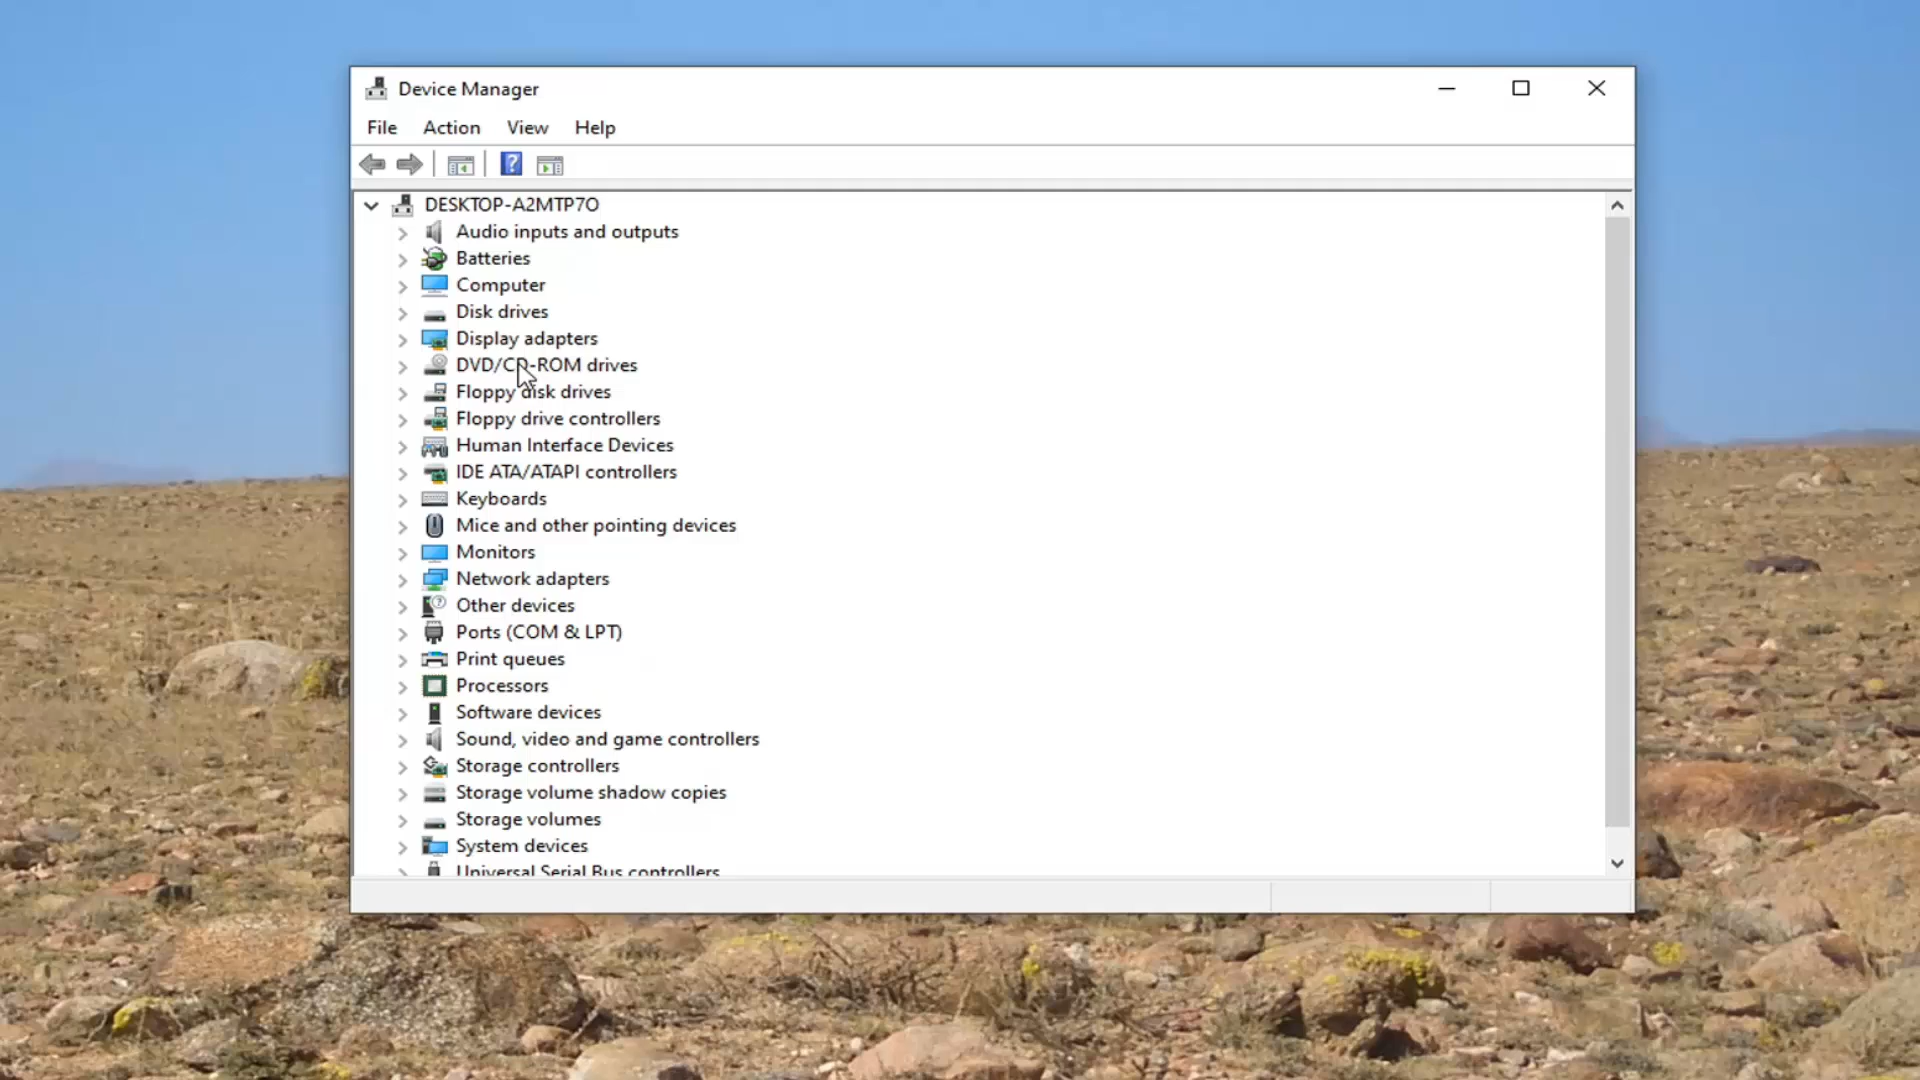 Device Manager
File Action View Help
DESKTOP-A2MTP7O
Audio inputs and outputs
Batteries
Computer
Disk drives
Display adapters
DVD/CD-ROM drives
Floppy disk drives
Floppy drive controllers
Human Interface Devices
IDE ATA/ATAPI controllers
Keyboards
Mice and other pointing devices
Monitors
Network adapters
Other devices
Ports (COM & LPT)
Print queues
Processors
Software devices
Sound, video and game controllers
Storage controllers
Storage volume shadow copies
Storage volumes
System devices
Universal Serial Bus controllers